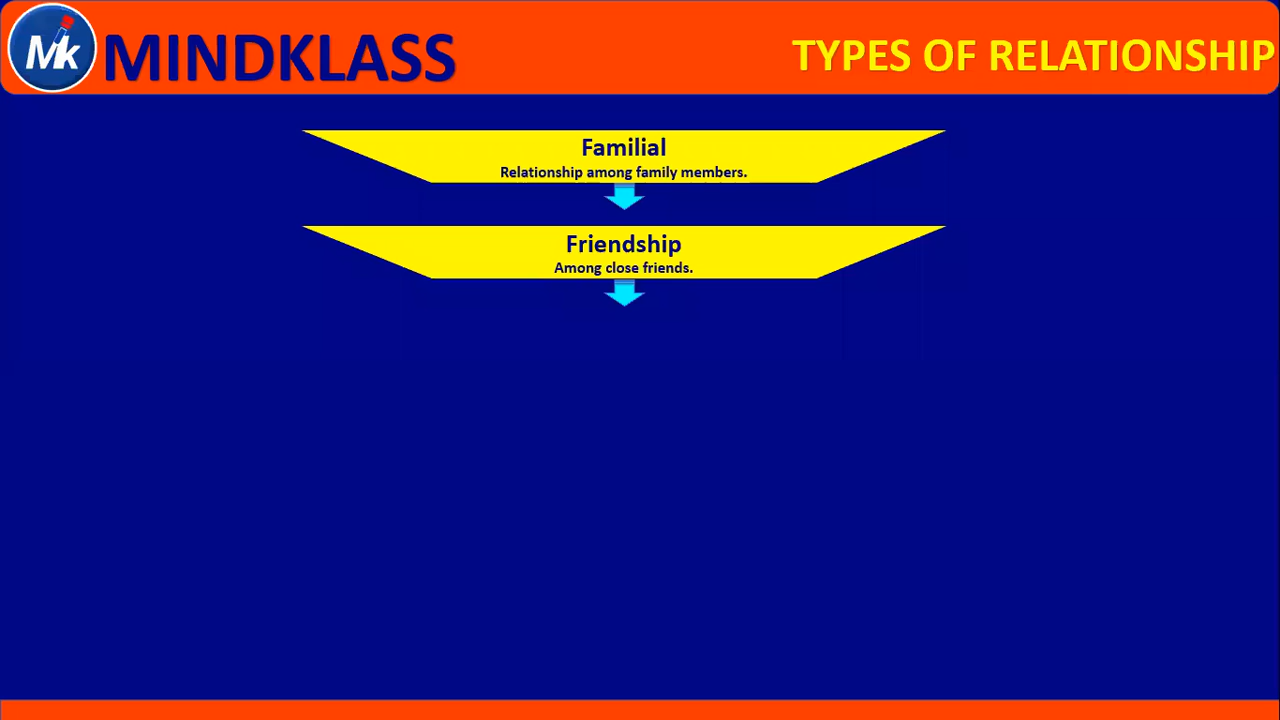 Mk MINDKLASS
TYPES OF RELATIONSHIP
Familial
Relationship among family members.
Friendship
Among close friends.